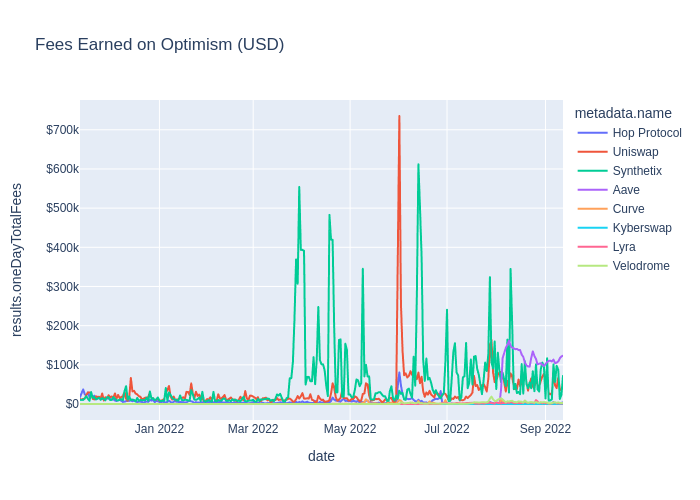 Fees Earned on Optimism (USD)
metadata.name
Hop Protocol
Uniswap
Synthetix
Aave
Curve
Kyberswap
Lyra
Velodrome
results.oneDayTotalFees
$700k
$600k
$500k
$400k
$300k
$200k
$100k
$0
Jan 2022
Mar 2022
May 2022
Jul 2022
Sep 2022
date